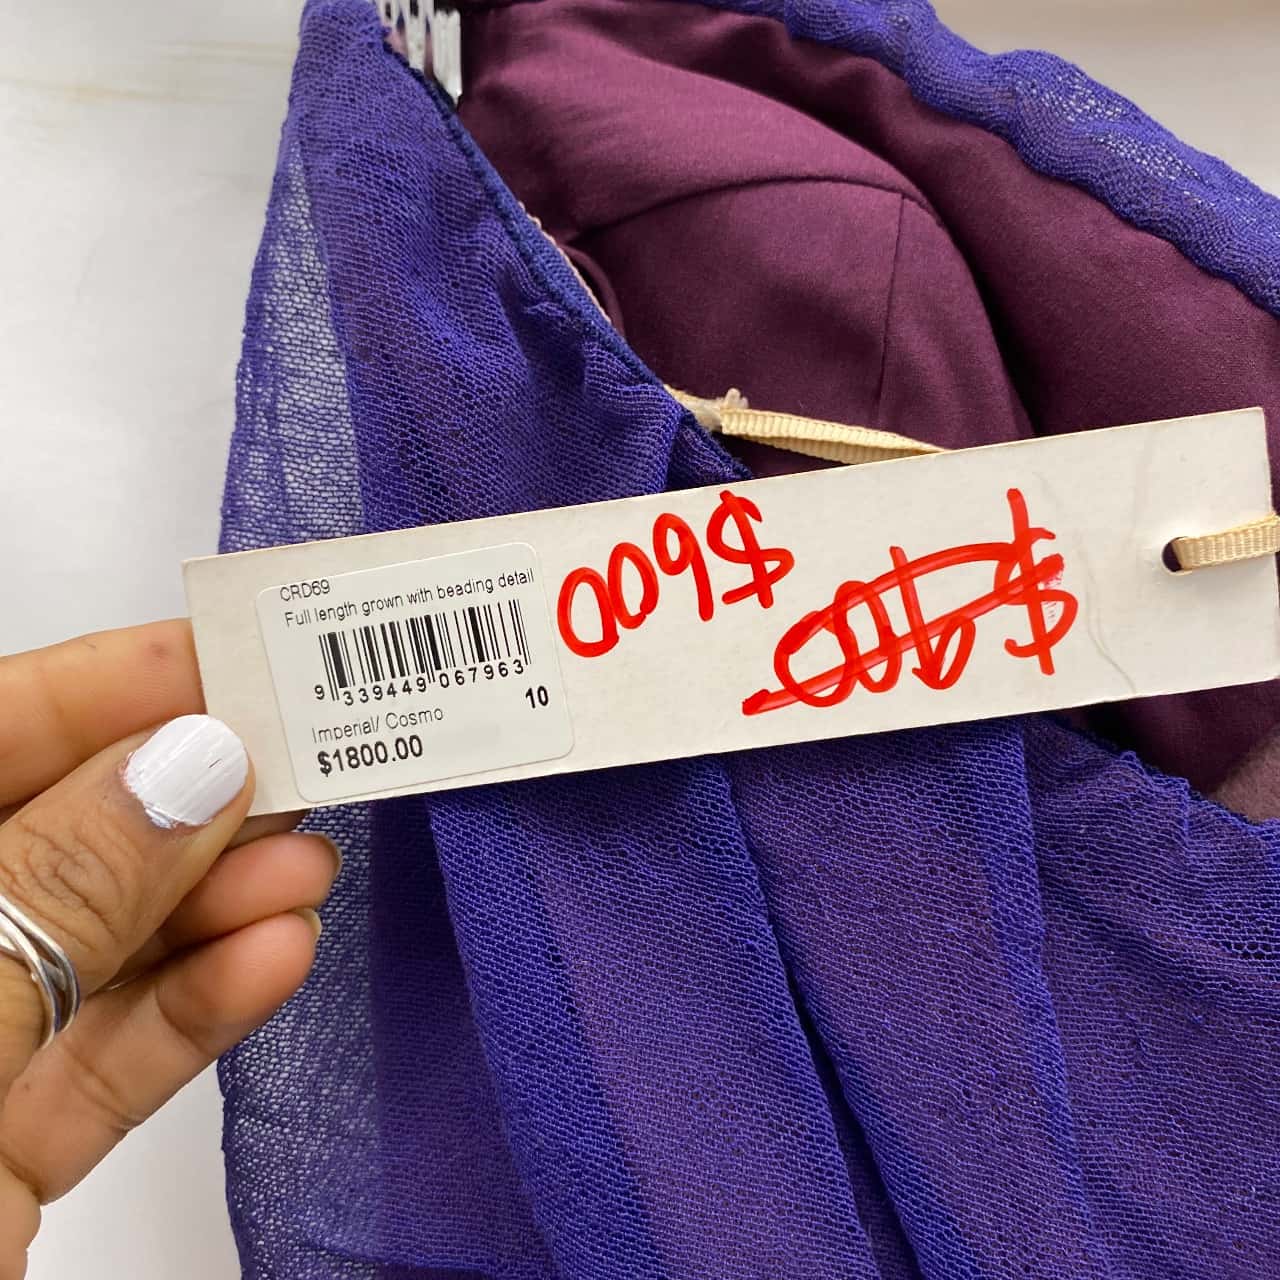 CRD69
Full length grown with beading detail
9 339449 067963
10
Imperial/ Cosmo
$1800.00
$900
$600